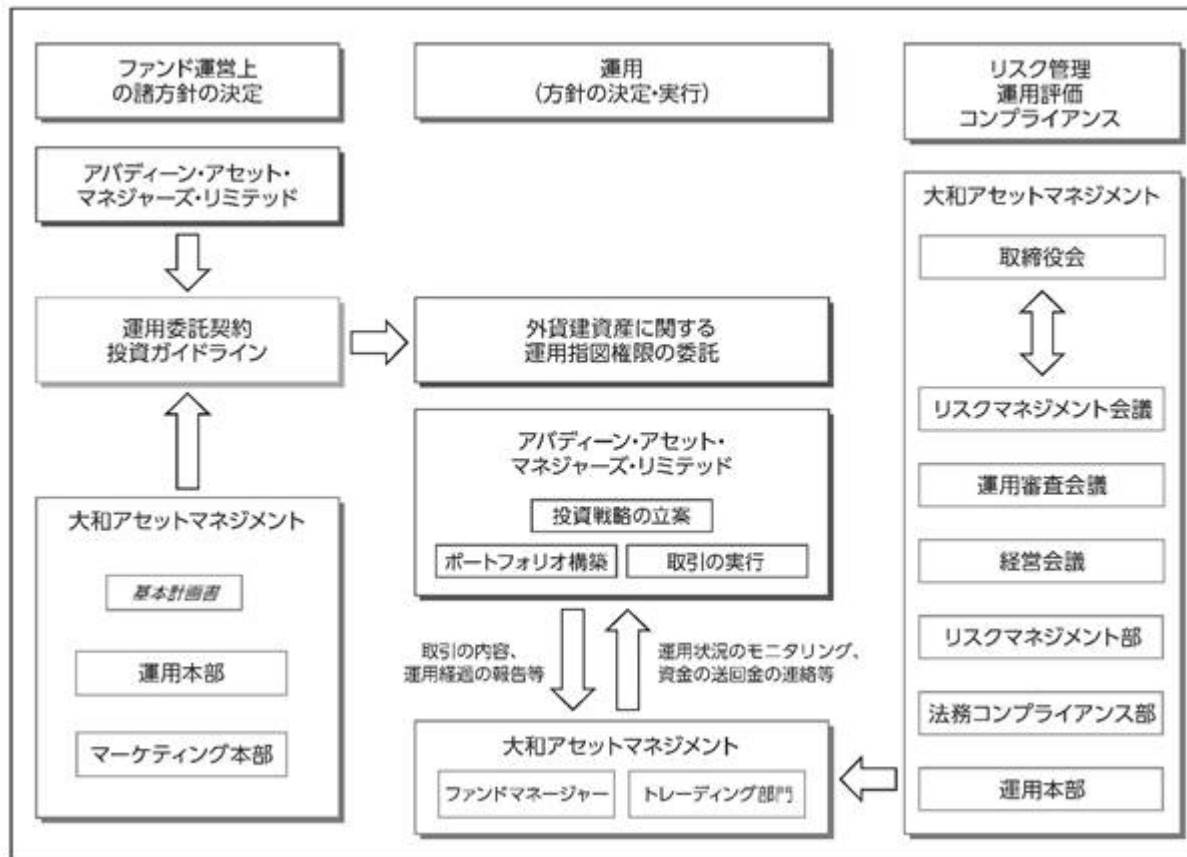 ファンド運営上
の諸方針の決定
アバディーン・アセット・
マネジャーズ・リミテッド
運用委託契約
投資ガイドライン
大和アセットマネジメント
基本計画書
運用本部
マーケティング本部
運用
(方針の決定・実行)
外貨建資産に関する
運用指図権限の委託
アバディーン・アセット・
マネジャーズ・リミテッド
投資戦略の立案
ポートフォリオ構築
取引の実行
取引の内容、
運用経過の報告等
運用状況のモニタリング、
資金の送回金の連絡等
大和アセットマネジメント
ファンドマネージャー
トレーディング部門
リスク管理
運用評価
コンプライアンス
大和アセットマネジメント
取締役会
リスクマネジメント会議
運用審査会議
経営会議
リスクマネジメント部
法務コンプライアンス部
運用本部